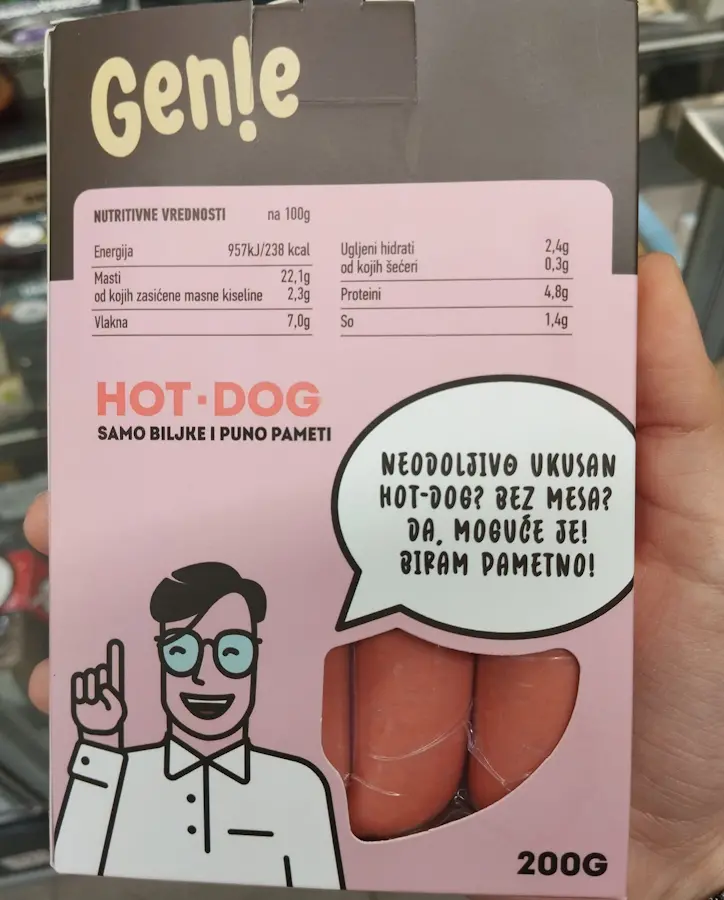 Gen!e
NUTRITIVNE VREDNOSTI na 100g
Energija 957kJ/238 kcal
Masti 22,1g
od kojih zasićene masne kiseline 2,3g
Vlakna 7,0g
Ugljeni hidrati 2,4g
od kojih šećeri 0,3g
Proteini 4,8g
So 1,4g
HOT·DOG
SAMO BILJKE I PUNO PAMETI
NEODOLJIVO UKUSAN
HOT-DOG? BEZ MESA?
DA, MOGUĆE JE!
BIRAM PAMETNO!
200G